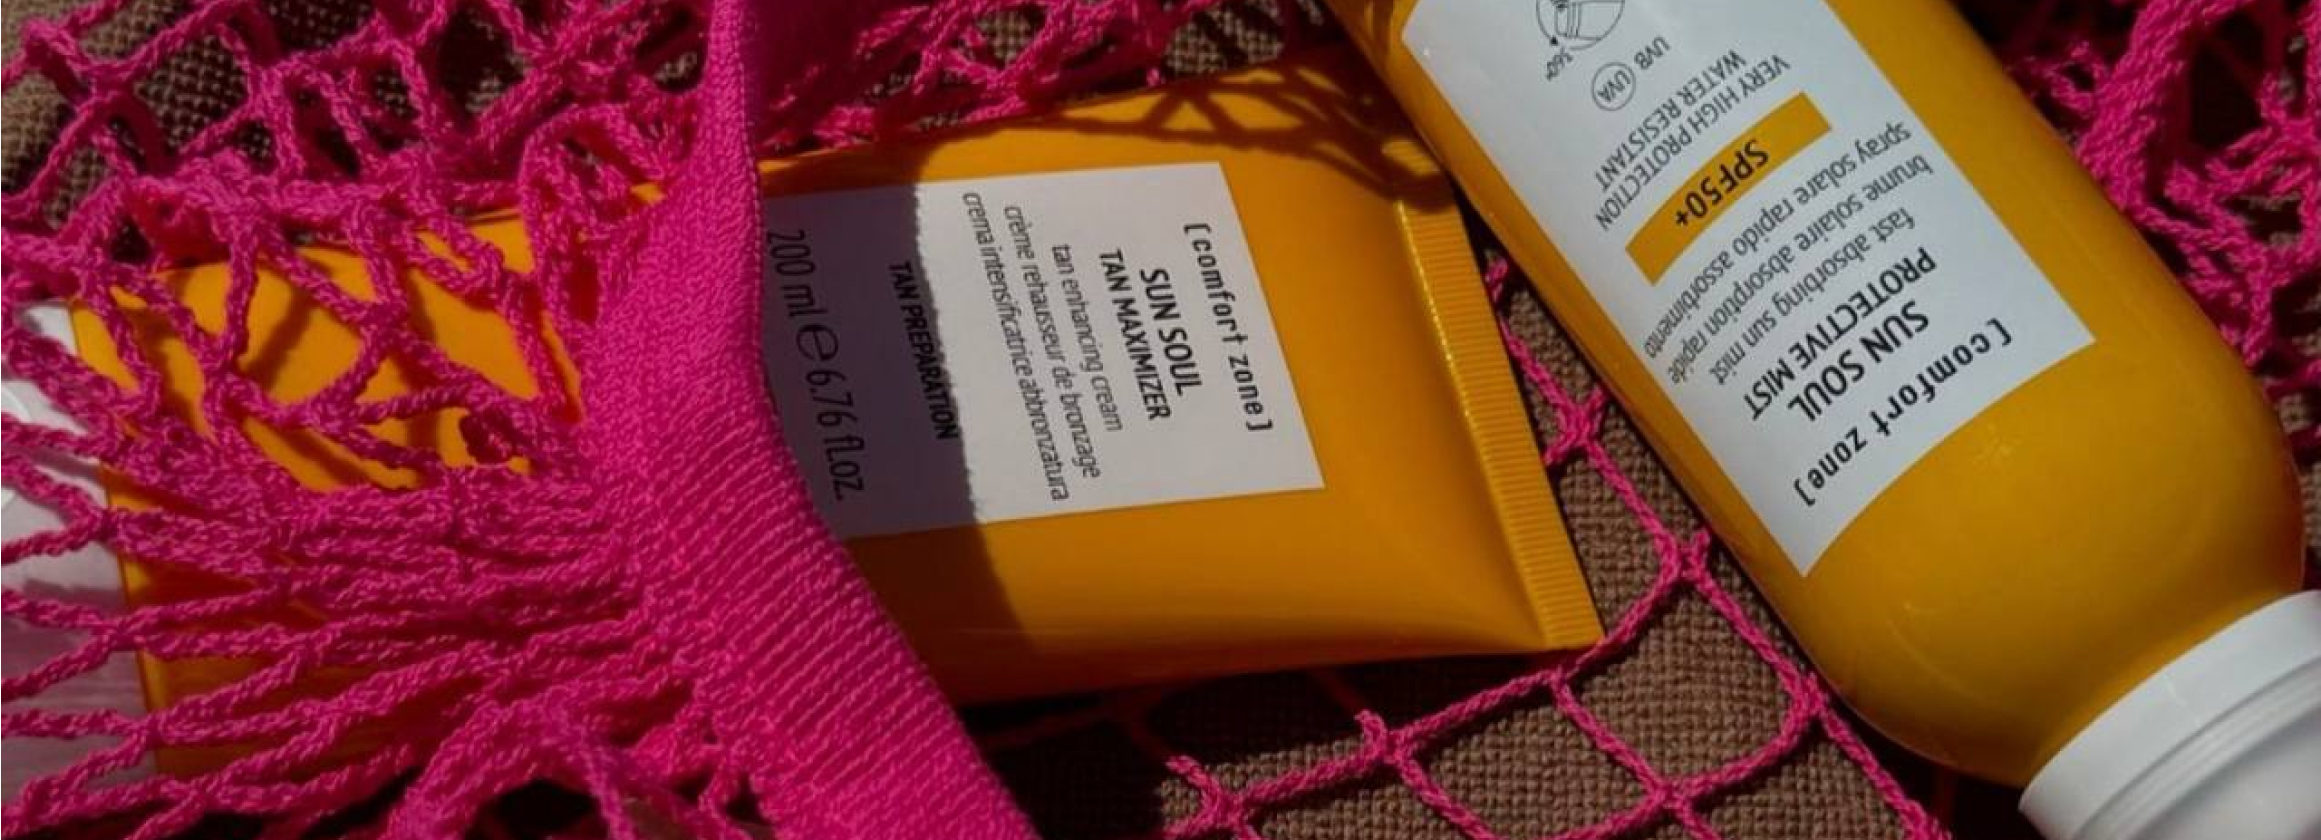 [comfort zone]
SUN SOUL
TAN MAXIMIZER
tan enhancing cream
crème rehausseur de bronzage
crema intensificatrice abbronzatura
TAN PREPARATION
200 ml ℮ 6.76 fl.oz.
[comfort zone]
SUN SOUL
PROTECTIVE MIST
fast absorbing sun mist
brume solaire absorption rapide
spray solare rapido assorbimento
SPF50+
VERY HIGH PROTECTION
WATER RESISTANT
UVA UVB
360°